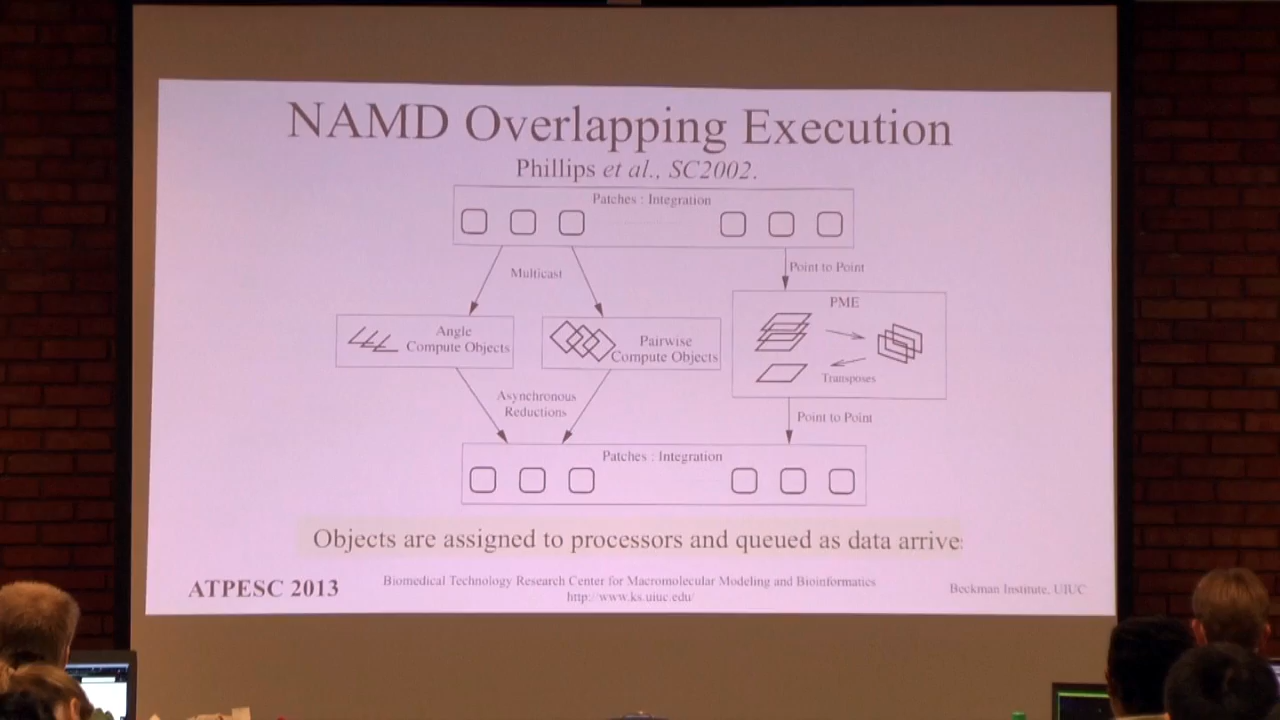 NAMD Overlapping Execution
Phillips et al., SC2002.
Patches : Integration
Multicast
Point to Point
PME
Angle
Compute Objects
Pairwise
Compute Objects
Transposes
Asynchronous
Reductions
Point to Point
Patches : Integration
Objects are assigned to processors and queued as data arrive.
ATPESC 2013
Biomedical Technology Research Center for Macromolecular Modeling and Bioinformatics
http://www.ks.uiuc.edu/
Beckman Institute, UIUC